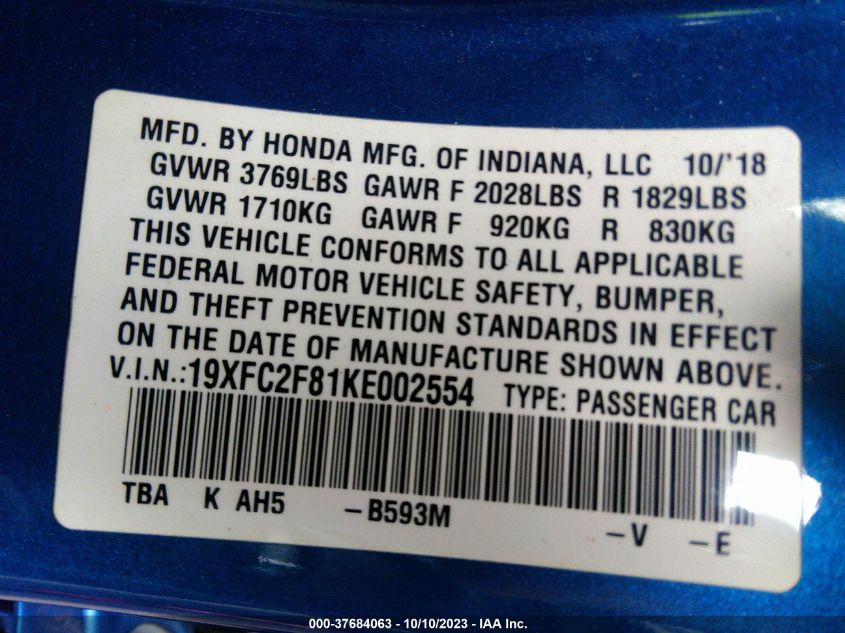 MFD. BY HONDA MFG. OF INDIANA, LLC 10/'18
GVWR 3769LBS GAWR F 2028LBS R 1829LBS
GVWR 1710KG GAWR F 920KG R 830KG
THIS VEHICLE CONFORMS TO ALL APPLICABLE
FEDERAL MOTOR VEHICLE SAFETY, BUMPER,
AND THEFT PREVENTION STANDARDS IN EFFECT
ON THE DATE OF MANUFACTURE SHOWN ABOVE.
V.I.N.:19XFC2F81KE002554 TYPE: PASSENGER CAR
TBA K AH5 -B593M -V -E
000-37684063 - 10/10/2023 - IAA Inc.